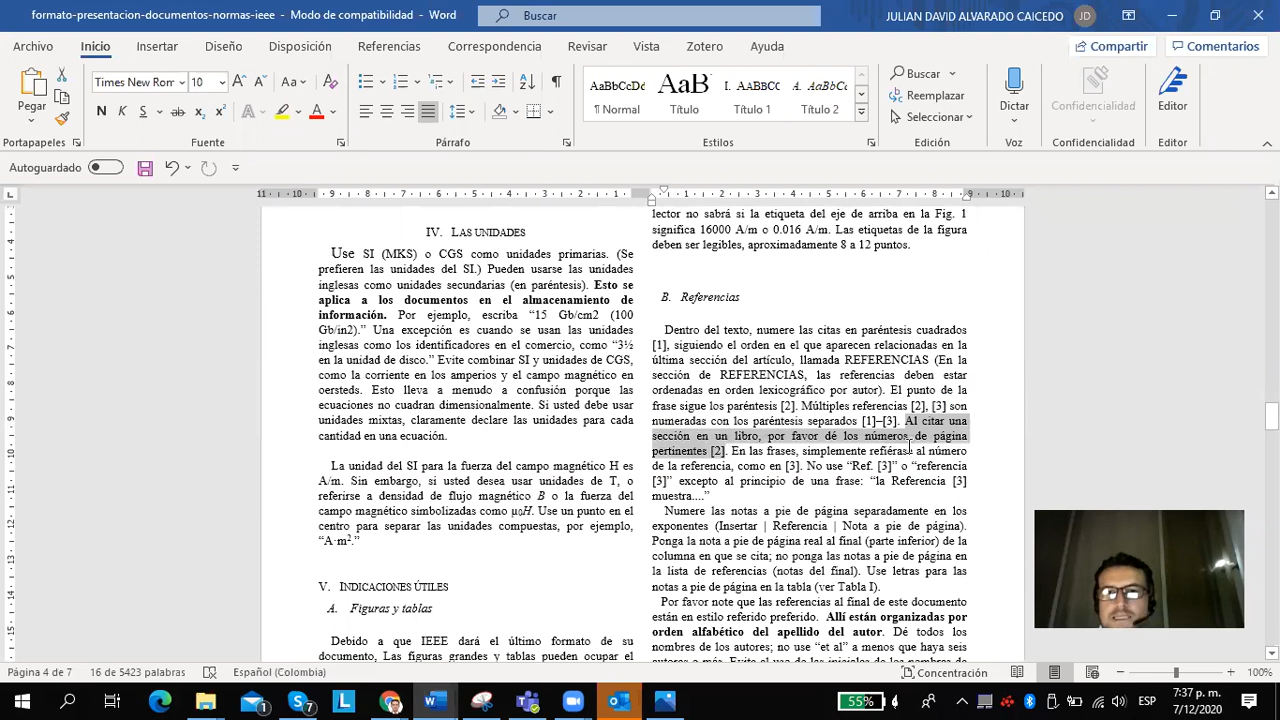 formato-presentacion-documentos-normas-ieee - Modo de compatibilidad - Word
Buscar
JULIAN DAVID ALVARADO CAICEDO
JD
Archivo
Inicio
Insertar
Diseño
Disposición
Referencias
Correspondencia
Revisar
Vista
Zotero
Ayuda
Compartir
Comentarios
Pegar
Times New Rom
10
AaBbCcDd
¶ Normal
AaB
Título
I. AaBBCC
Título 1
A. AaBbCc
Título 2
Buscar
Reemplazar
Seleccionar
Dictar
Confidencialidad
Editor
Portapapeles
Fuente
Párrafo
Estilos
Edición
Voz
Confidencialidad
Editor
Autoguardado
IV. LAS UNIDADES
Use SI (MKS) o CGS como unidades primarias. (Se
prefieren las unidades del SI.) Pueden usarse las unidades
inglesas como unidades secundarias (en paréntesis). Esto se
aplica a los documentos en el almacenamiento de
información. Por ejemplo, escriba “15 Gb/cm2 (100
Gb/in2).” Una excepción es cuando se usan las unidades
inglesas como los identificadores en el comercio, como “3½
en la unidad de disco.” Evite combinar SI y unidades de CGS,
como la corriente en los amperios y el campo magnético en
oersteds. Esto lleva a menudo a confusión porque las
ecuaciones no cuadran dimensionalmente. Si usted debe usar
unidades mixtas, claramente declare las unidades para cada
cantidad en una ecuación.
La unidad del SI para la fuerza del campo magnético H es
A/m. Sin embargo, si usted desea usar unidades de T, o
referirse a densidad de flujo magnético B o la fuerza del
campo magnético simbolizadas como µ₀H. Use un punto en el
centro para separar las unidades compuestas, por ejemplo,
“A·m².”
V. INDICACIONES ÚTILES
A. Figuras y tablas
Debido a que IEEE dará el último formato de su
documento, Las figuras grandes y tablas pueden ocupar el
lector no sabrá si la etiqueta del eje de arriba en la Fig. 1
significa 16000 A/m o 0.016 A/m. Las etiquetas de la figura
deben ser legibles, aproximadamente 8 a 12 puntos.
B. Referencias
Dentro del texto, numere las citas en paréntesis cuadrados
[1], siguiendo el orden en el que aparecen relacionadas en la
última sección del artículo, llamada REFERENCIAS (En la
sección de REFERENCIAS, las referencias deben estar
ordenadas en orden lexicográfico por autor). El punto de la
frase sigue los paréntesis [2]. Múltiples referencias [2], [3] son
numeradas con los paréntesis separados [1]–[3]. Al citar una
sección en un libro, por favor dé los números de página
pertinentes [2]. En las frases, simplemente refiérase al número
de la referencia, como en [3]. No use “Ref. [3]” o “referencia
[3]” excepto al principio de una frase: “la Referencia [3]
muestra....”
Numere las notas a pie de página separadamente en los
exponentes (Insertar | Referencia | Nota a pie de página).
Ponga la nota a pie de página real al final (parte inferior) de la
columna en que se cita; no ponga las notas a pie de página en
la lista de referencias (notas del final). Use letras para las
notas a pie de página en la tabla (ver Tabla I).
Por favor note que las referencias al final de este documento
están en estilo referido preferido. Allí están organizadas por
orden alfabético del apellido del autor. Dé todos los
nombres de los autores; no use “et al” a menos que haya seis
Página 4 de 7
16 de 5423 palabras
Español (Colombia)
Concentración
100%
55%
ESP
7:37 p. m.
7/12/2020